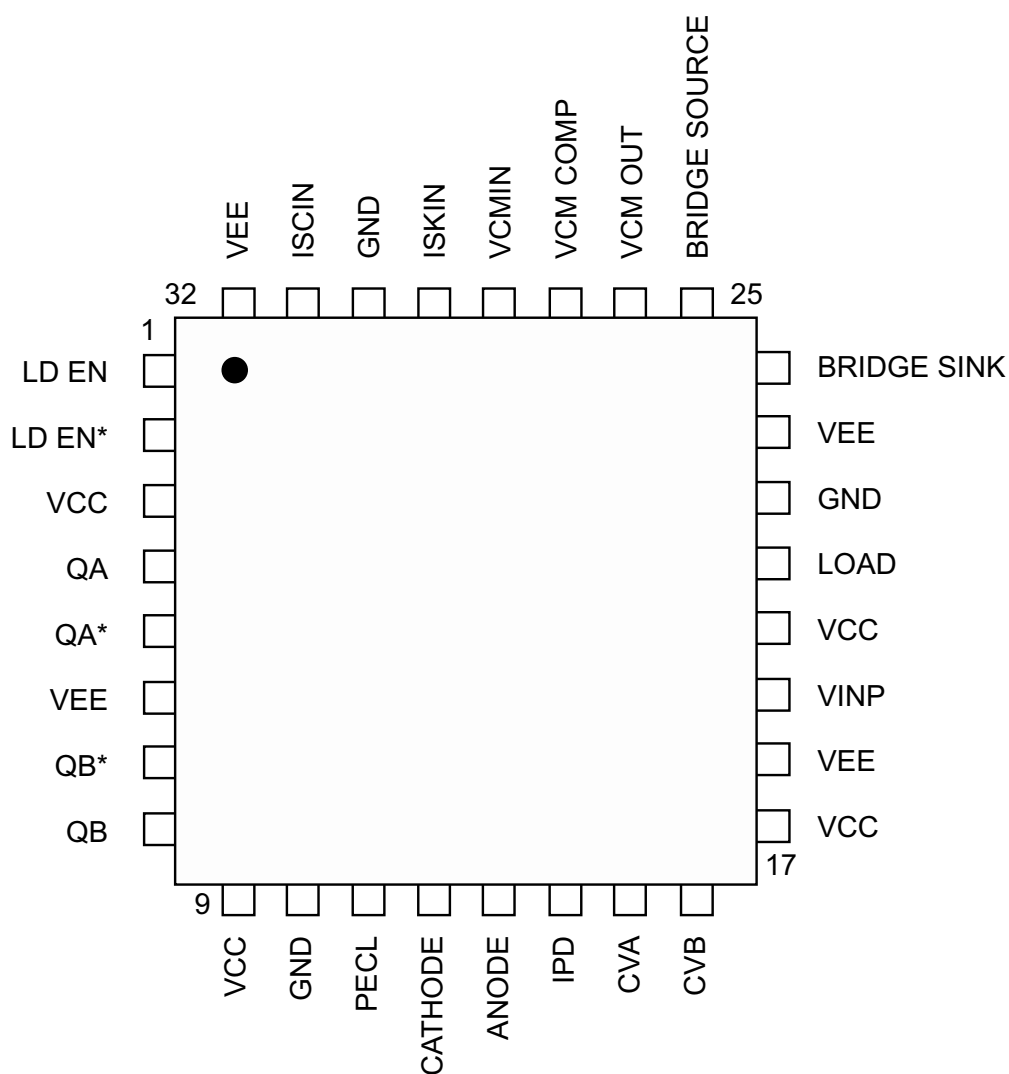 VEE
ISCIN
GND
ISKIN
VCMIN
VCM COMP
VCM OUT
BRIDGE SOURCE
32
25
1
LD EN
LD EN*
VCC
QA
QA*
VEE
QB*
QB
BRIDGE SINK
VEE
GND
LOAD
VCC
VINP
VEE
VCC
17
9
VCC
GND
PECL
CATHODE
ANODE
IPD
CVA
CVB